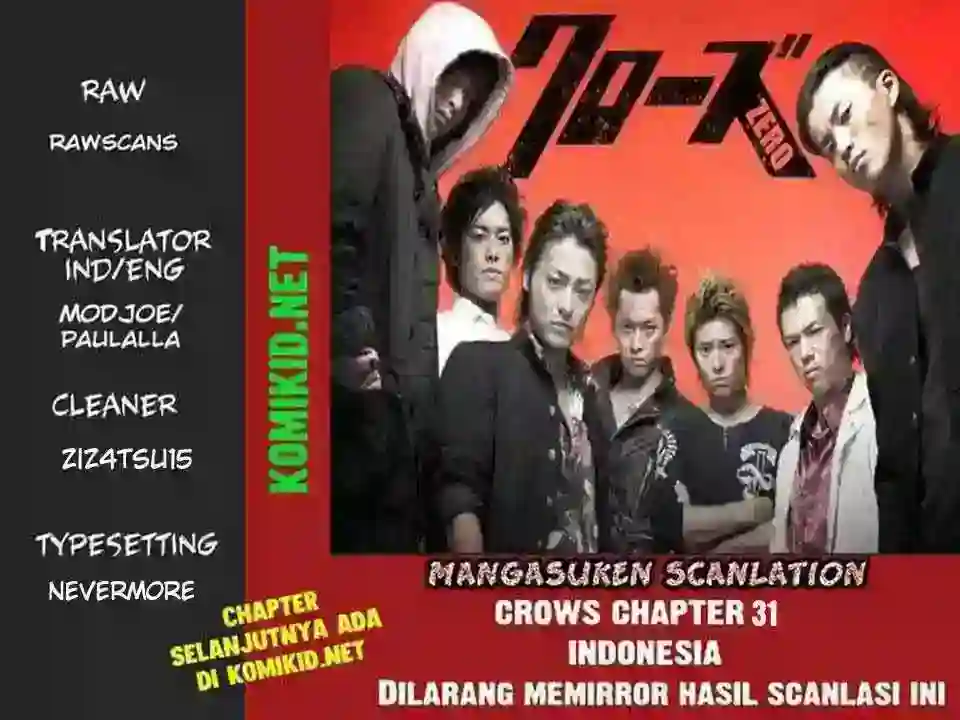 RAW
RAWSCANS
TRANSLATOR
IND/ENG
MODJOE/
PAULALLA
CLEANER
ZIZ4TSU15
TYPESETTING
NEVERMORE
KOMIKID.NET
クローズ
ZERO
CHAPTER
SELANJUTNYA ADA
DI KOMIKID.NET
MANGASUKEN SCANLATION
CROWS CHAPTER 31
INDONESIA
DILARANG MEMIRROR HASIL SCANLASI INI